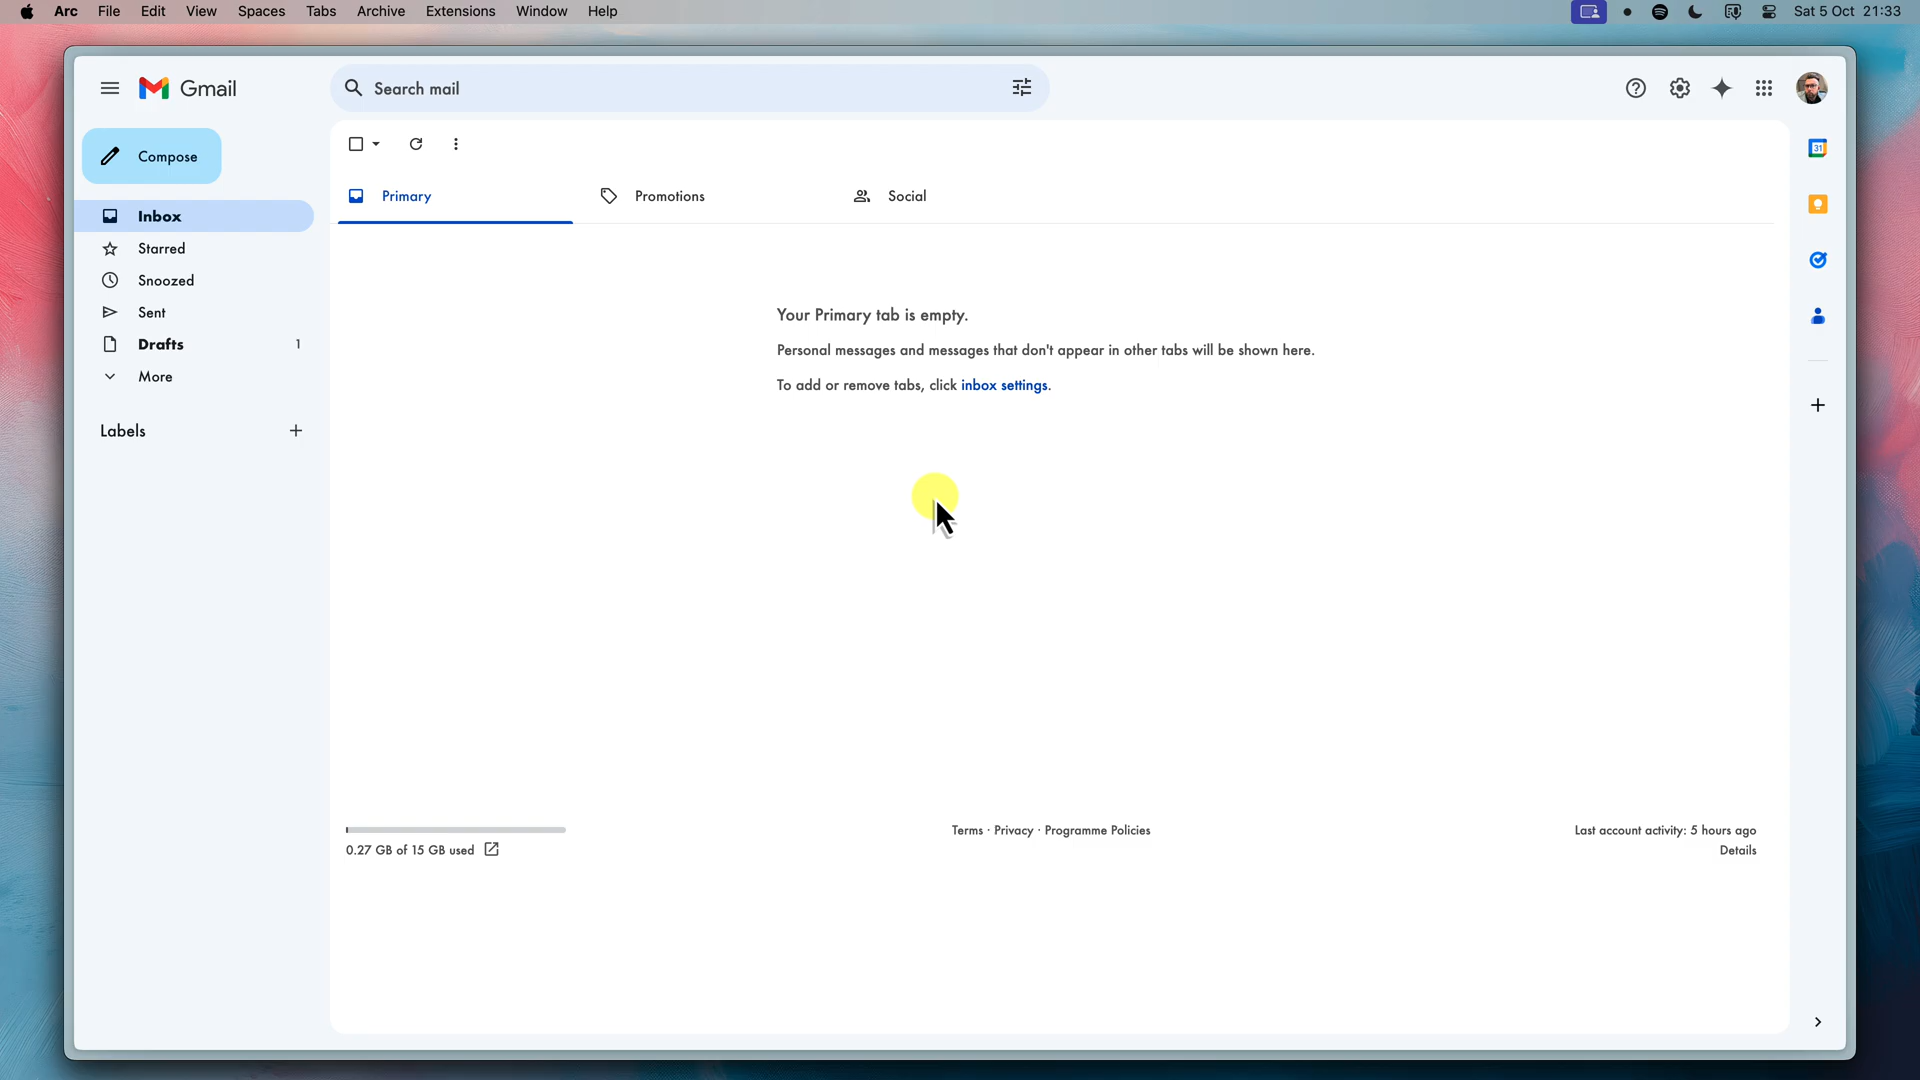 Arc File Edit View Spaces Tabs Archive Extensions Window Help Sat 5 Oct 21:33
Gmail
Search mail
Compose
Inbox
Starred
Snoozed
Sent
Drafts 1
More
Labels
Primary Promotions Social
Your Primary tab is empty.
Personal messages and messages that don't appear in other tabs will be shown here.
To add or remove tabs, click inbox settings.
31
0.27 GB of 15 GB used
Terms · Privacy · Programme Policies
Last account activity: 5 hours ago
Details